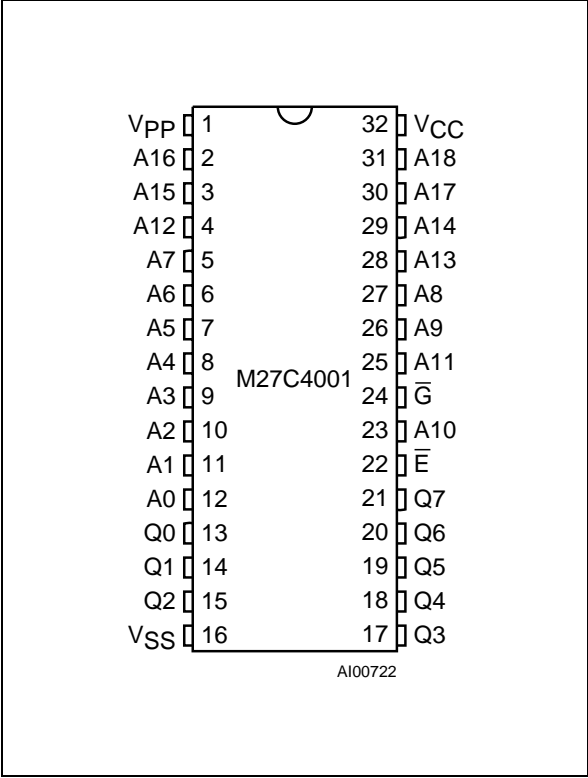 VPP 1 32 VCC
A16 2 31 A18
A15 3 30 A17
A12 4 29 A14
A7 5 28 A13
A6 6 27 A8
A5 7 26 A9
A4 8 25 A11
M27C4001
A3 9 24 G̅
A2 10 23 A10
A1 11 22 E̅
A0 12 21 Q7
Q0 13 20 Q6
Q1 14 19 Q5
Q2 15 18 Q4
VSS 16 17 Q3
AI00722